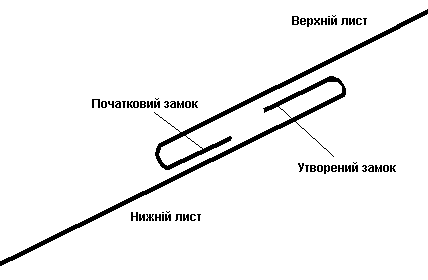 Верхній лист
Початковий замок
Утворений замок
Нижній лист